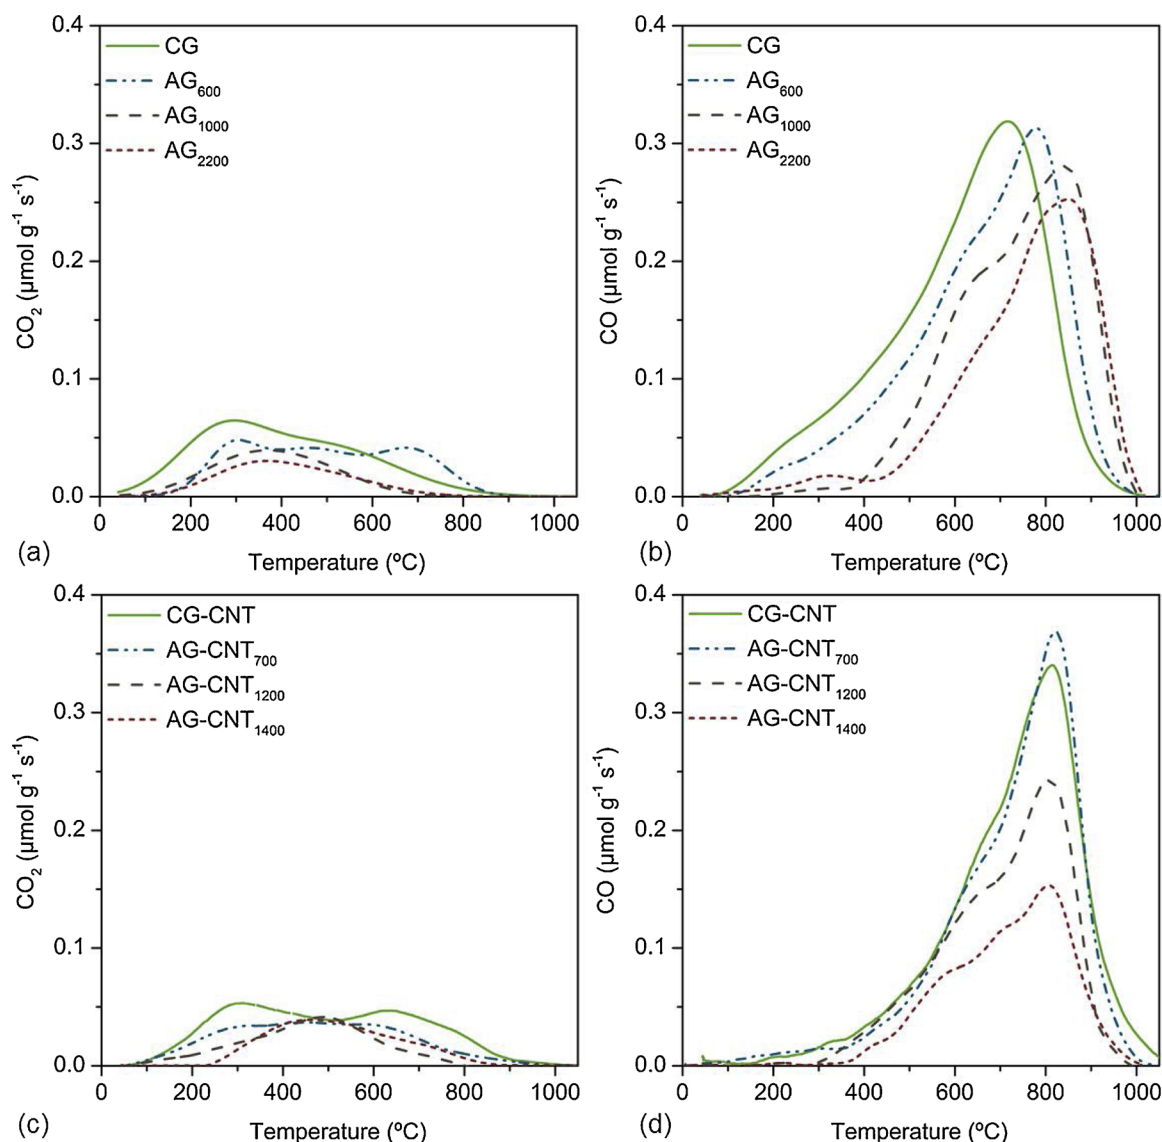 0.4
0.3
0.2
0.1
0.0
CO₂ (µmol g⁻¹ s⁻¹)
CG
AG₆₀₀
AG₁₀₀₀
AG₂₂₀₀
0 200 400 600 800 1000
Temperature (ºC)
(a)
0.4
0.3
0.2
0.1
0.0
CO (µmol g⁻¹ s⁻¹)
CG
AG₆₀₀
AG₁₀₀₀
AG₂₂₀₀
0 200 400 600 800 1000
Temperature (ºC)
(b)
0.4
0.3
0.2
0.1
0.0
CO₂ (µmol g⁻¹ s⁻¹)
CG-CNT
AG-CNT₇₀₀
AG-CNT₁₂₀₀
AG-CNT₁₄₀₀
0 200 400 600 800 1000
Temperature (ºC)
(c)
0.4
0.3
0.2
0.1
0.0
CO (µmol g⁻¹ s⁻¹)
CG-CNT
AG-CNT₇₀₀
AG-CNT₁₂₀₀
AG-CNT₁₄₀₀
0 200 400 600 800 1000
Temperature (ºC)
(d)